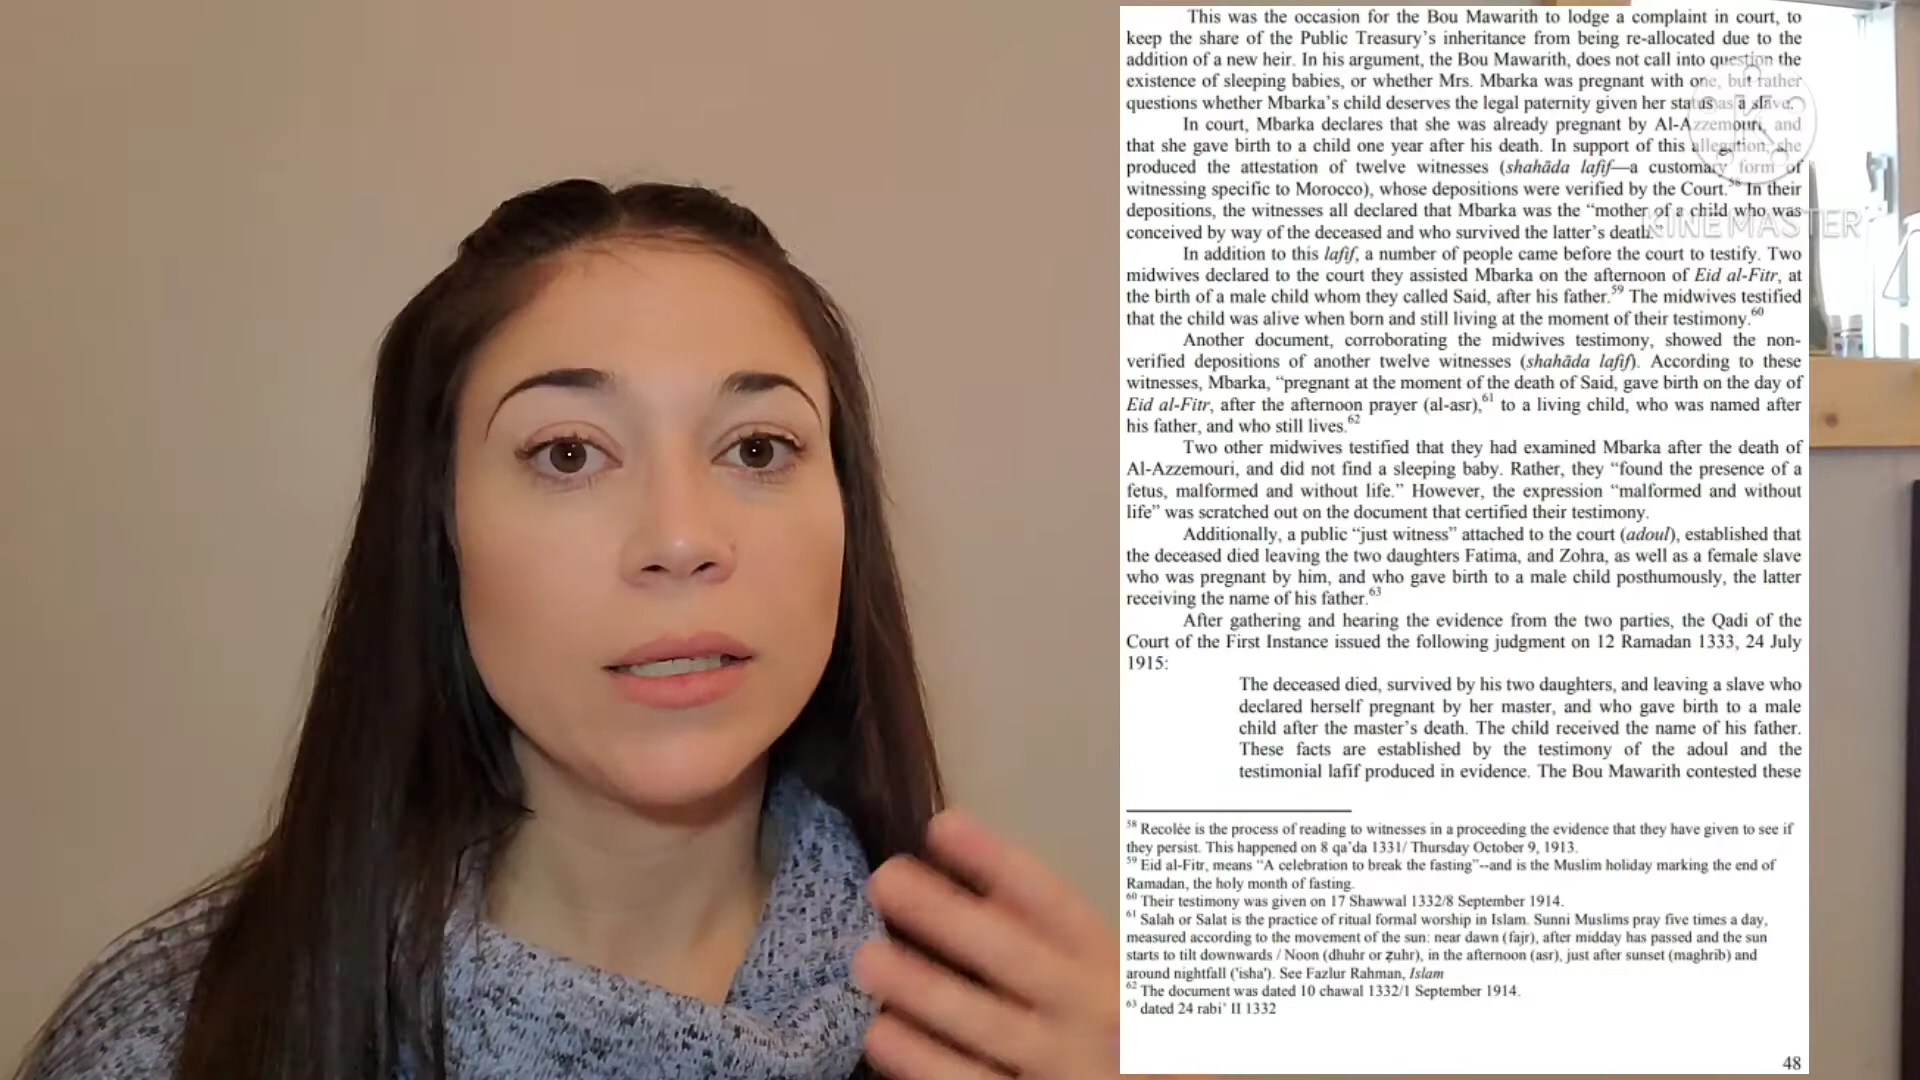 This was the occasion for the Bou Mawarith to lodge a complaint in court, to
keep the share of the Public Treasury's inheritance from being re-allocated due to the
addition of a new heir. In his argument, the Bou Mawarith, does not call into question the
existence of sleeping babies, or whether Mrs. Mbarka was pregnant with one, but rather
questions whether Mbarka's child deserves the legal paternity given her status as a slave.
In court, Mbarka declares that she was already pregnant by Al-Azzemouri, and
that she gave birth to a child one year after his death. In support of this allegation, she
produced the attestation of twelve witnesses (shahāda lafif—a customary form of
witnessing specific to Morocco), whose depositions were verified by the Court.58 In their
depositions, the witnesses all declared that Mbarka was the “mother of a child who was
conceived by way of the deceased and who survived the latter's death.”
KINEMASTER
In addition to this lafif, a number of people came before the court to testify. Two
midwives declared to the court they assisted Mbarka on the afternoon of Eid al-Fitr, at
the birth of a male child whom they called Said, after his father.59 The midwives testified
that the child was alive when born and still living at the moment of their testimony.60
Another document, corroborating the midwives testimony, showed the non-
verified depositions of another twelve witnesses (shahāda lafif). According to these
witnesses, Mbarka, “pregnant at the moment of the death of Said, gave birth on the day of
Eid al-Fitr, after the afternoon prayer (al-asr),61 to a living child, who was named after
his father, and who still lives.62
Two other midwives testified that they had examined Mbarka after the death of
Al-Azzemouri, and did not find a sleeping baby. Rather, they “found the presence of a
fetus, malformed and without life.” However, the expression “malformed and without
life” was scratched out on the document that certified their testimony.
Additionally, a public “just witness” attached to the court (adoul), established that
the deceased died leaving the two daughters Fatima, and Zohra, as well as a female slave
who was pregnant by him, and who gave birth to a male child posthumously, the latter
receiving the name of his father.63
After gathering and hearing the evidence from the two parties, the Qadi of the
Court of the First Instance issued the following judgment on 12 Ramadan 1333, 24 July
1915:
The deceased died, survived by his two daughters, and leaving a slave who
declared herself pregnant by her master, and who gave birth to a male
child after the master's death. The child received the name of his father.
These facts are established by the testimony of the adoul and the
testimonial lafif produced in evidence. The Bou Mawarith contested these
58 Recolée is the process of reading to witnesses in a proceeding the evidence that they have given to see if
they persist. This happened on 8 qa'da 1331/ Thursday October 9, 1913.
59 Eid al-Fitr, means “A celebration to break the fasting”--and is the Muslim holiday marking the end of
Ramadan, the holy month of fasting.
60 Their testimony was given on 17 Shawwal 1332/8 September 1914.
61 Salah or Salat is the practice of ritual formal worship in Islam. Sunni Muslims pray five times a day,
measured according to the movement of the sun: near dawn (fajr), after midday has passed and the sun
starts to tilt downwards / Noon (dhuhr or ẓuhr), in the afternoon (asr), just after sunset (maghrib) and
around nightfall ('isha'). See Fazlur Rahman, Islam
62 The document was dated 10 chawal 1332/1 September 1914.
63 dated 24 rabi' II 1332
48